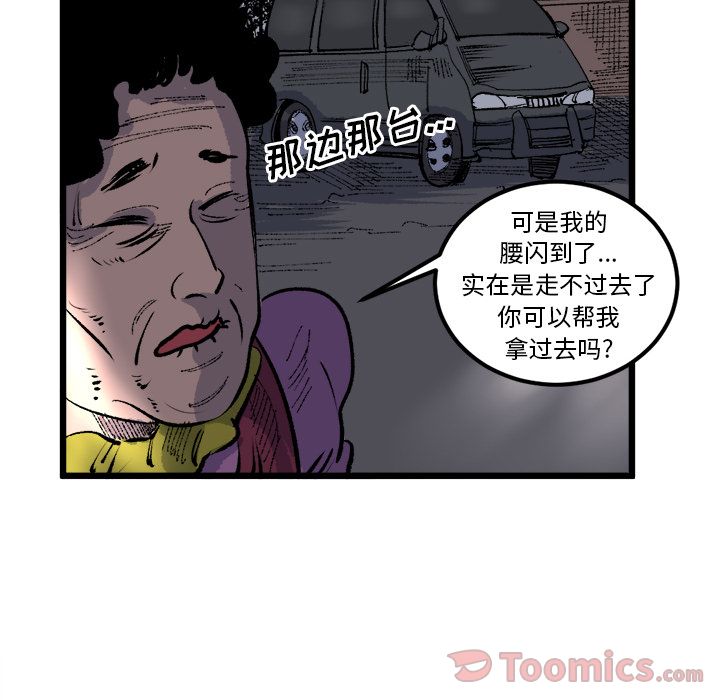 那边那台...
可是我的
腰闪到了...
实在是走不过去了
你可以帮我
拿过去吗?
Toomics.com